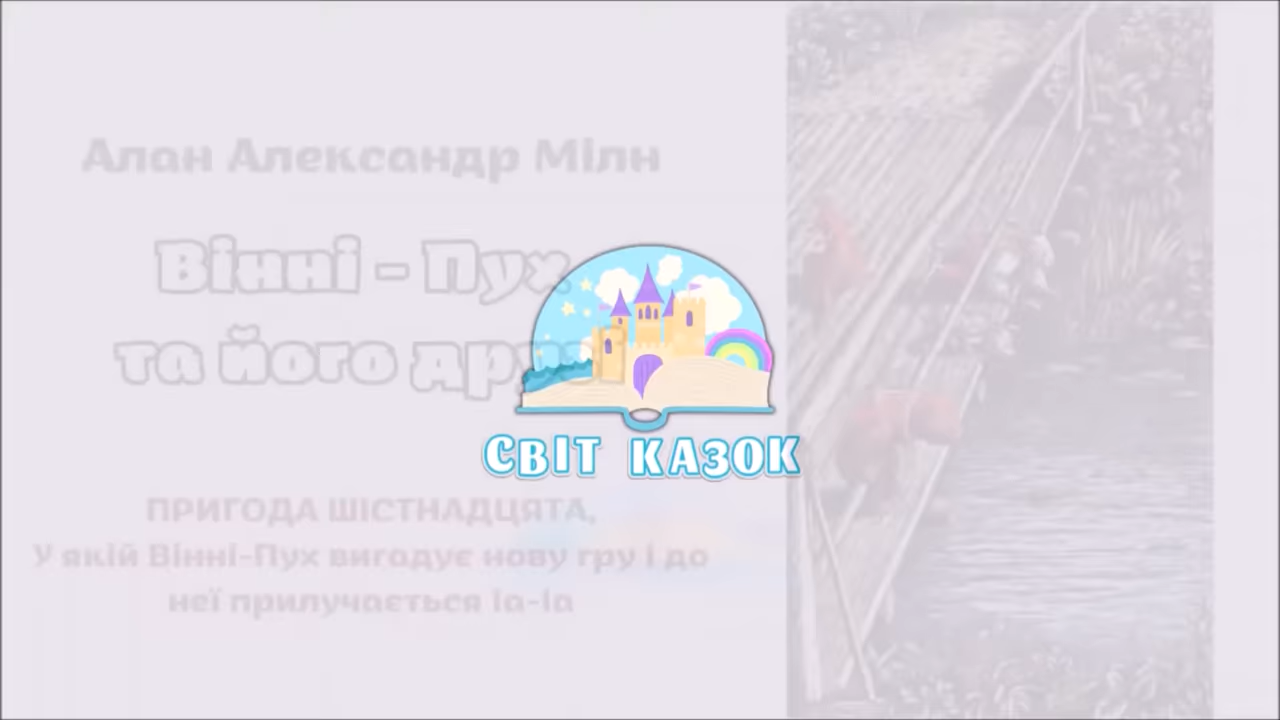 Алан Александр Мілн
Вінні - Пух
та його друзі
СВІТ КАЗОК
ПРИГОДА ШІСТНАДЦЯТА,
У якій Вінні-Пух вигадує нову гру і до
неї прилучається Іа-Іа